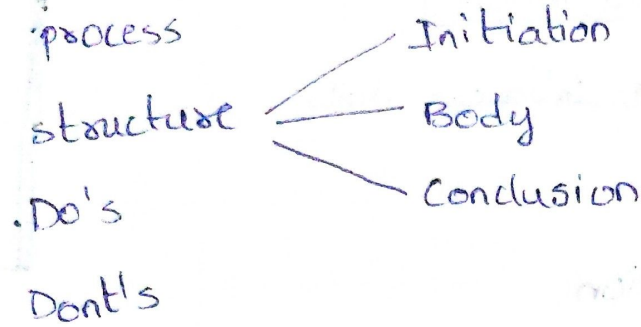 ·process
structure
Initiation
Body
Conclusion
.Do's
Dont's